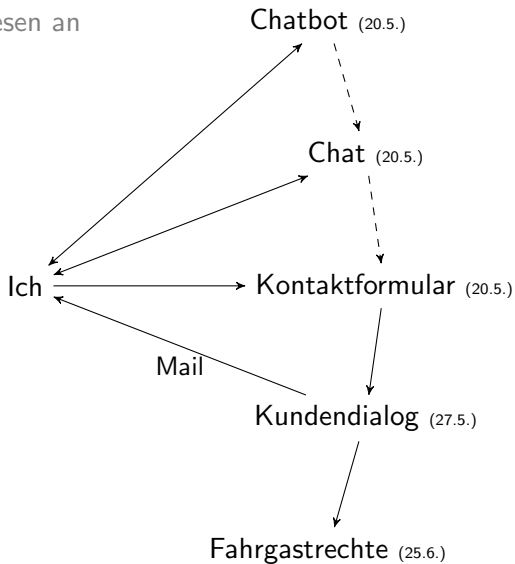 esen an
Chatbot (20.5.)
Chat (20.5.)
Ich
Kontaktformular (20.5.)
Mail
Kundendialog (27.5.)
Fahrgastrechte (25.6.)